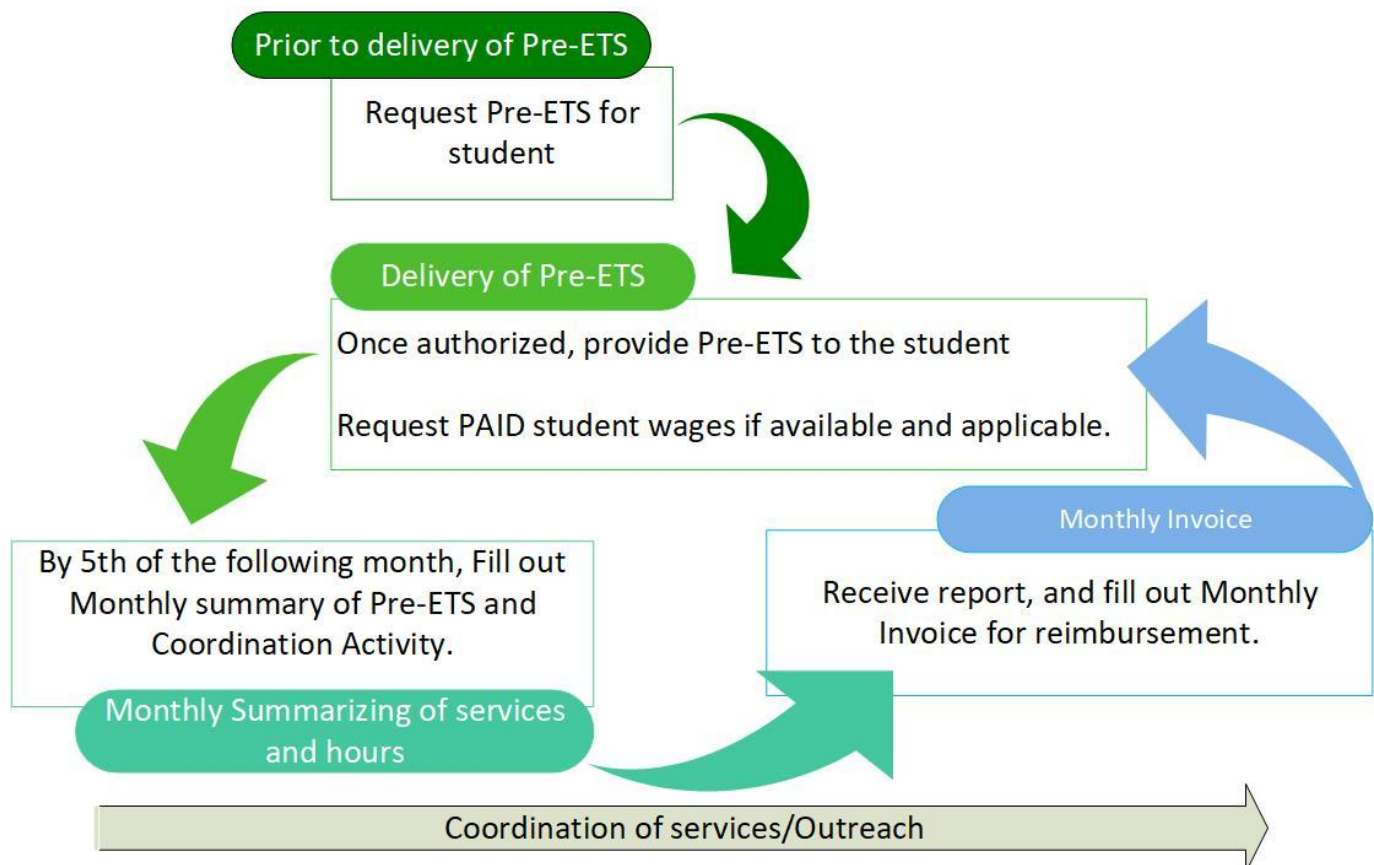 Prior to delivery of Pre-ETS
Request Pre-ETS for
student
Delivery of Pre-ETS
Once authorized, provide Pre-ETS to the student
Request PAID student wages if available and applicable.
By 5th of the following month, Fill out
Monthly summary of Pre-ETS and
Coordination Activity.
Monthly Summarizing of services
and hours
Monthly Invoice
Receive report, and fill out Monthly
Invoice for reimbursement.
Coordination of services/Outreach